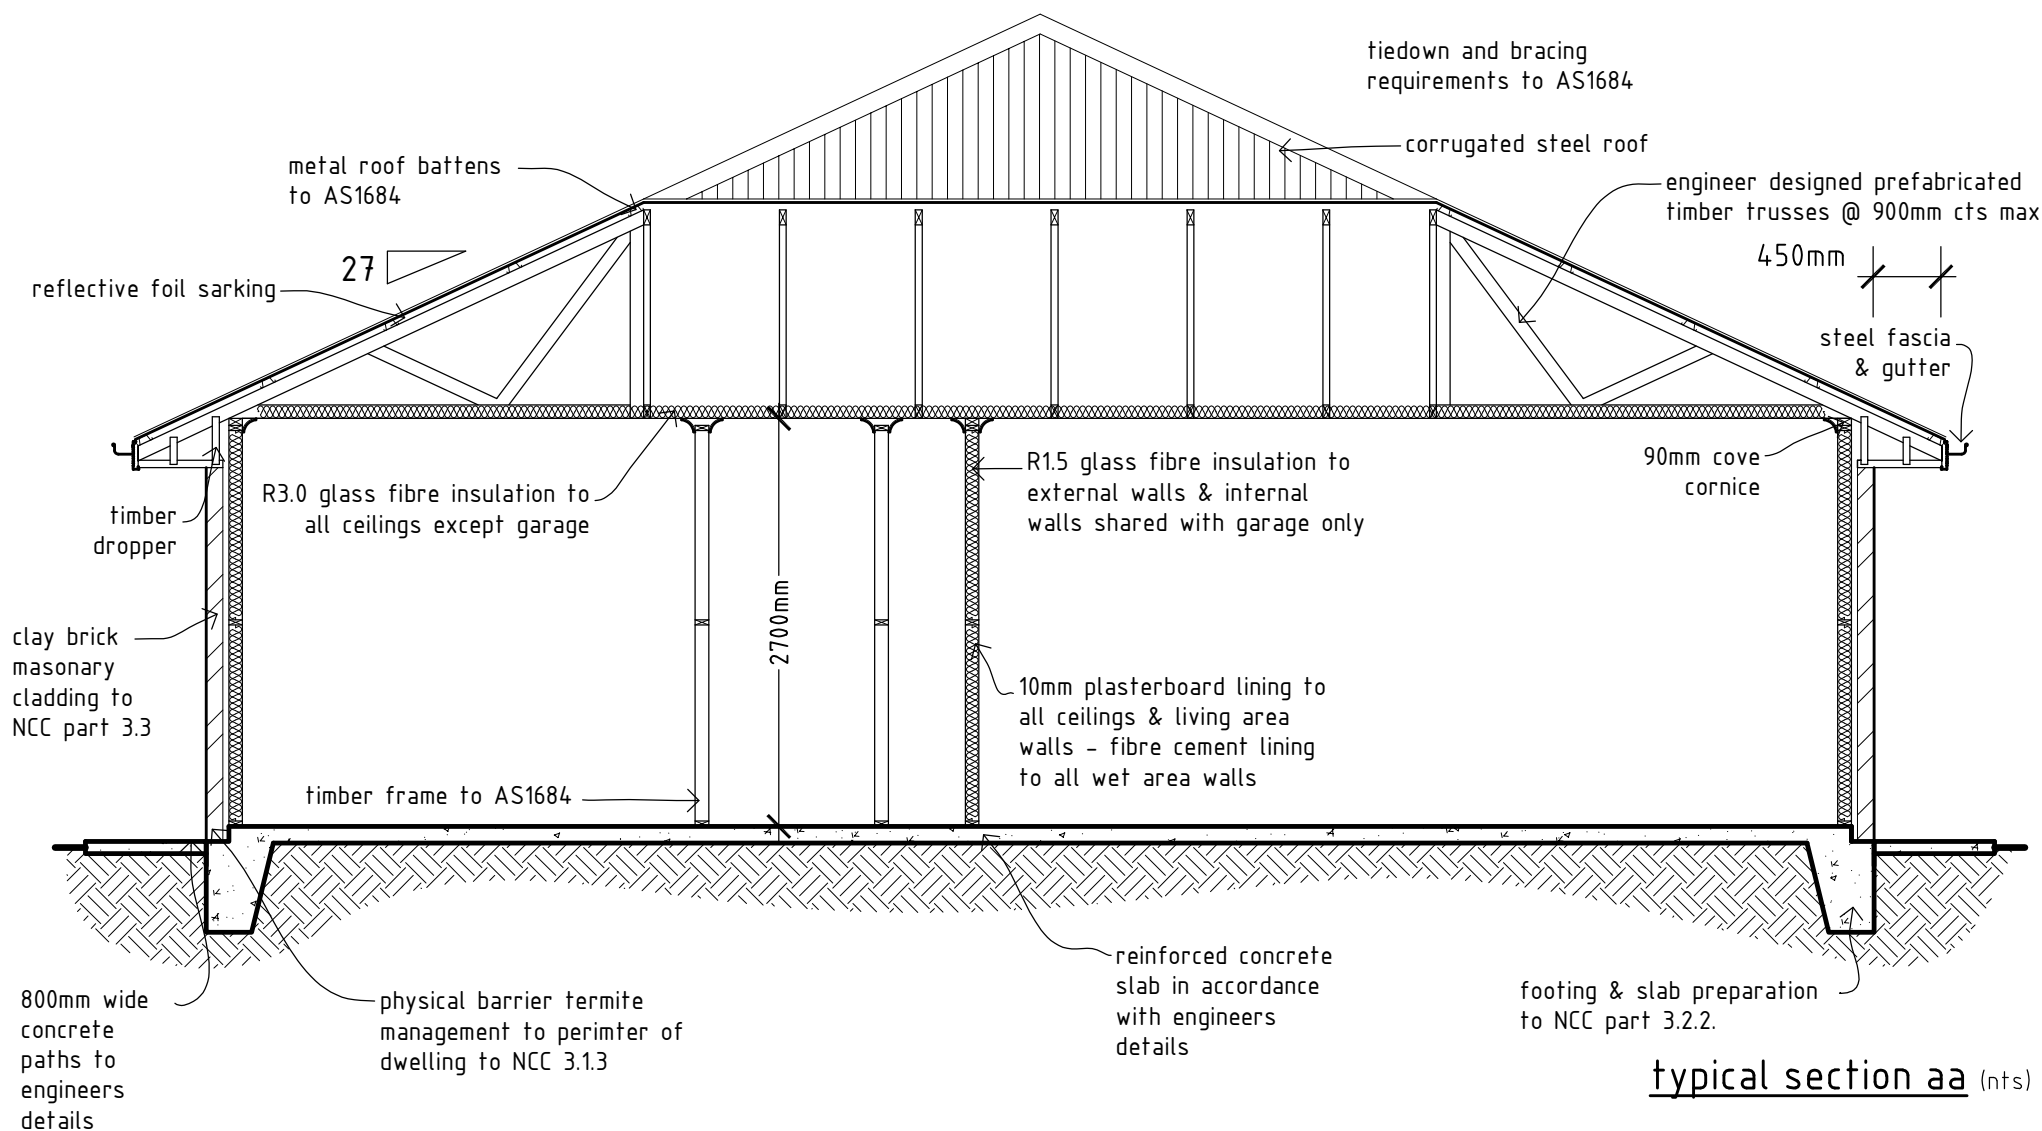 tiedown and bracing
requirements to AS1684
corrugated steel roof
metal roof battens
to AS1684
engineer designed prefabricated
timber trusses @ 900mm cts max
450mm
27
reflective foil sarking
steel fascia
& gutter
R3.0 glass fibre insulation to
all ceilings except garage
R1.5 glass fibre insulation to
external walls & internal
walls shared with garage only
90mm cove
cornice
timber
dropper
2700mm
clay brick
masonary
cladding to
NCC part 3.3
10mm plasterboard lining to
all ceilings & living area
walls - fibre cement lining
to all wet area walls
timber frame to AS1684
800mm wide
concrete
paths to
engineers
details
physical barrier termite
management to perimter of
dwelling to NCC 3.1.3
reinforced concrete
slab in accordance
with engineers
details
footing & slab preparation
to NCC part 3.2.2.
typical section aa (nts)